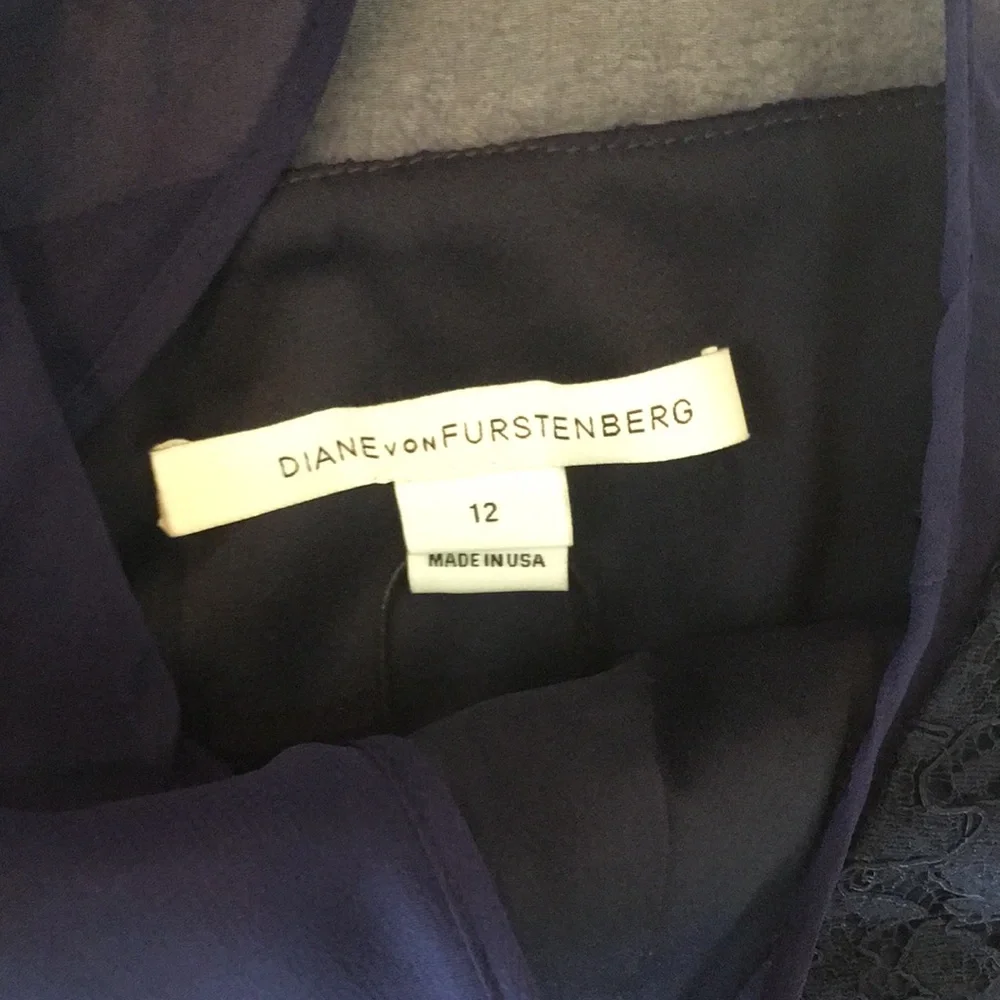 DIANE VON FURSTENBERG
12
MADE IN USA